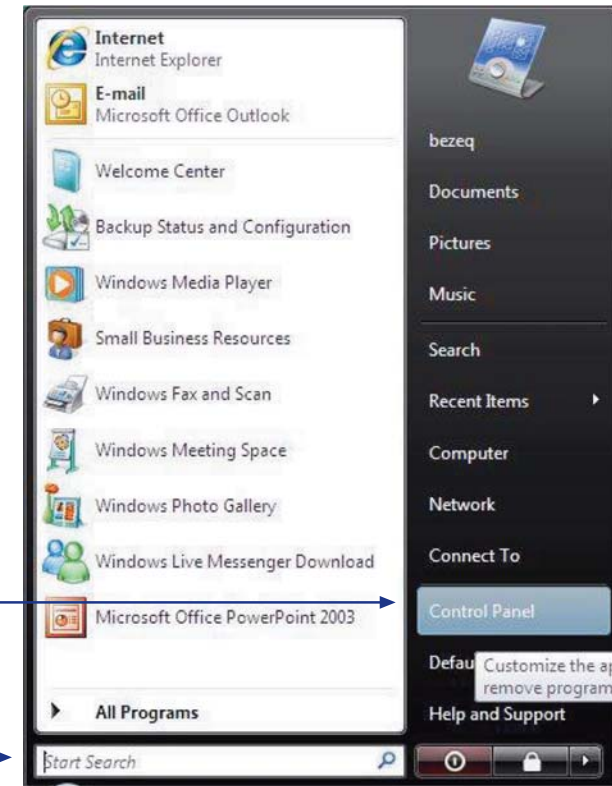 Internet
Internet Explorer
E-mail
Microsoft Office Outlook
Welcome Center
Backup Status and Configuration
Windows Media Player
Small Business Resources
Windows Fax and Scan
Windows Meeting Space
Windows Photo Gallery
Windows Live Messenger Download
Microsoft Office PowerPoint 2003
All Programs
Start Search
bezeq
Documents
Pictures
Music
Search
Recent Items
Computer
Network
Connect To
Control Panel
Defau
Customize the ap
remove program
Help and Support